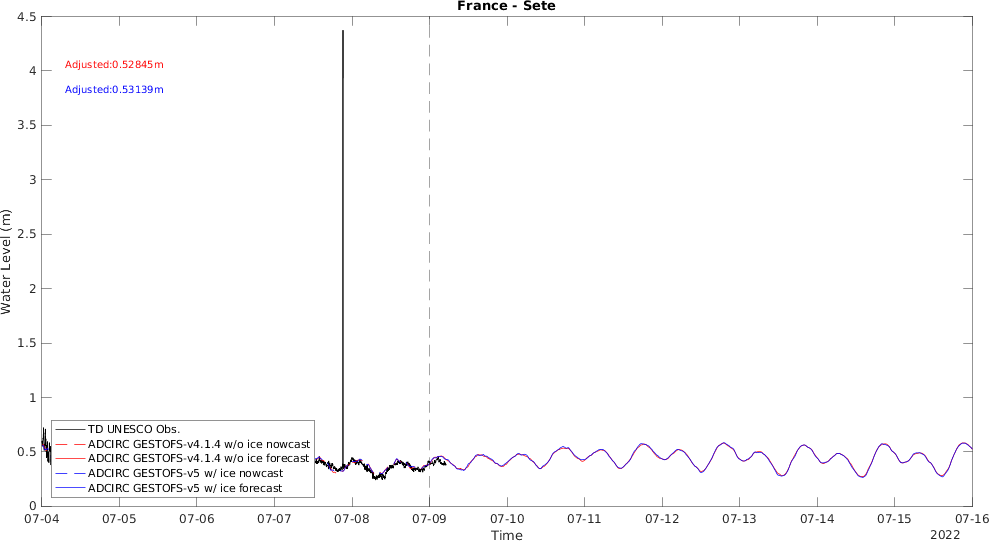 France - Sete
4.5
4
3.5
3
2.5
2
1.5
1
0.5
0
Water Level (m)
Adjusted:0.52845m
Adjusted:0.53139m
TD UNESCO Obs.
ADCIRC GESTOFS-v4.1.4 w/o ice nowcast
ADCIRC GESTOFS-v4.1.4 w/o ice forecast
ADCIRC GESTOFS-v5 w/ ice nowcast
ADCIRC GESTOFS-v5 w/ ice forecast
07-04 07-05 07-06 07-07 07-08 07-09 07-10 07-11 07-12 07-13 07-14 07-15 07-16
Time
2022